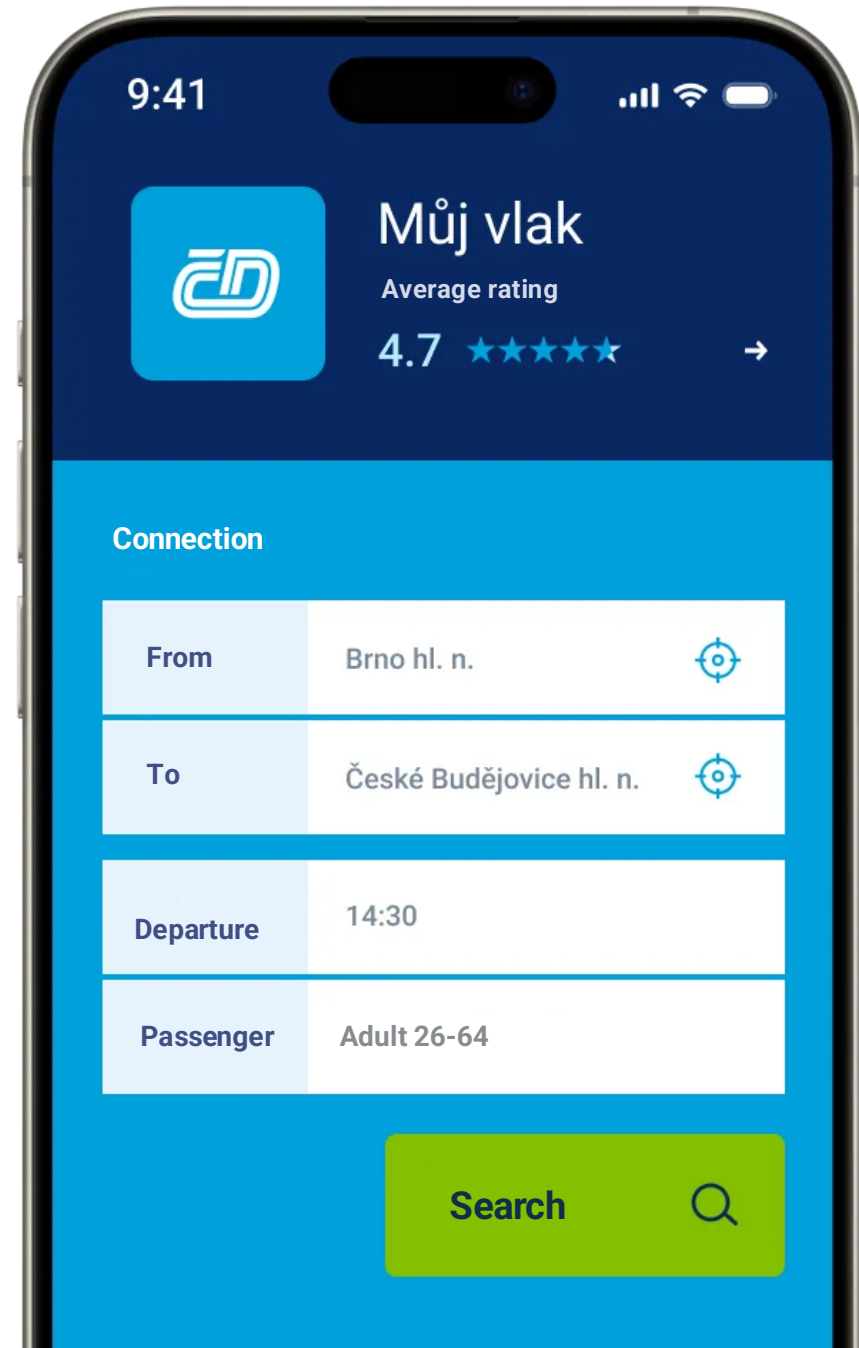 9:41
ČD
Můj vlak
Average rating
4.7
Connection
From
Brno hl. n.
To
České Budějovice hl. n.
Departure
14:30
Passenger
Adult 26-64
Search